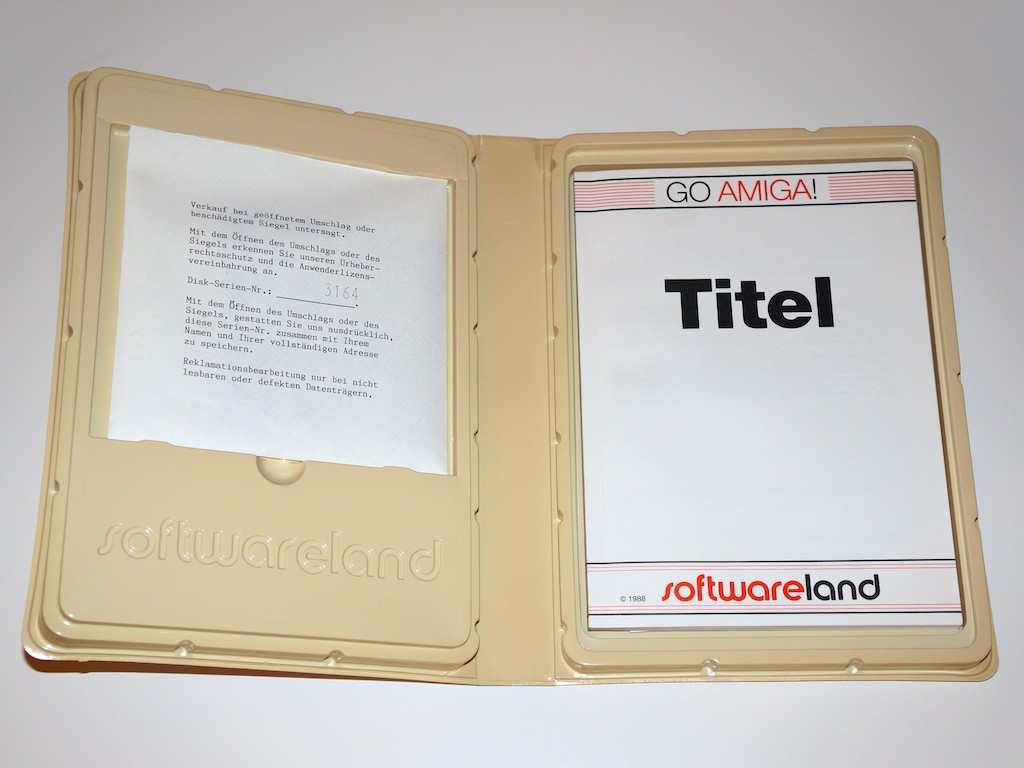 Verkauf bei geöffnetem Umschlag oder
beschädigtem Siegel untersagt.
Mit dem Öffnen des Umschlags oder des
Siegels erkennen Sie unseren Urheber-
rechtsschutz und die Anwenderlizens-
vereinbahrung an.
Disk-Serien-Nr.: 3164.
Mit dem Öffnen des Umschlags oder des
Siegels, gestatten Sie uns ausdrücklich,
diese Serien-Nr. zusammen mit Ihrem
Namen und Ihrer vollständigen Adresse
zu speichern.
Reklamationsbearbeitung nur bei nicht
lesbaren oder defekten Datenträgern.
softwareland
GO AMIGA!
Titel
© 1988 softwareland